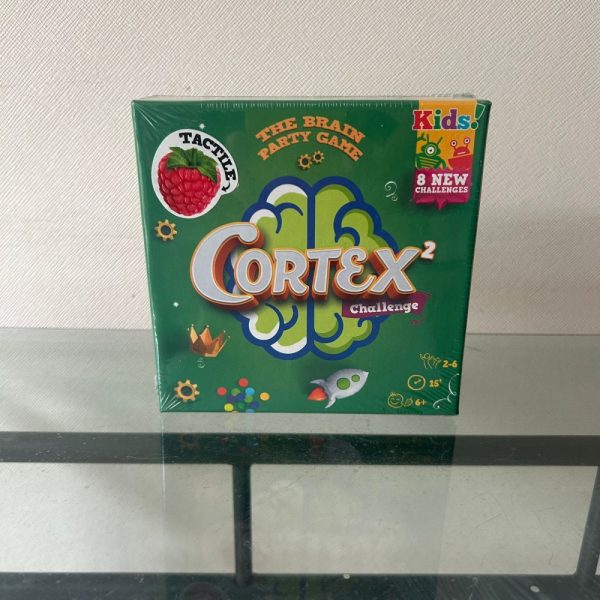 THE BRAIN
PARTY GAME
TACTILE
Kids!
8 NEW
CHALLENGES
CORTEX²
Challenge
2-6
15'
6+